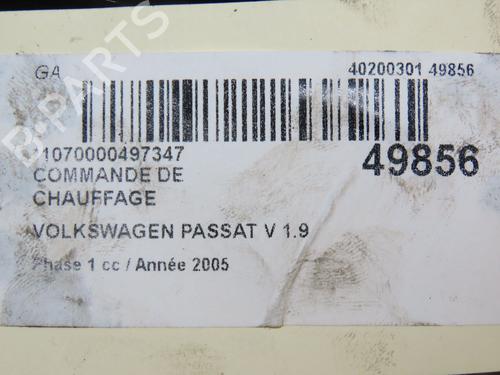 GA
40200301 49856
1070000497347
49856
COMMANDE DE
CHAUFFAGE
VOLKSWAGEN PASSAT V 1.9
Phase 1 cc / Année 2005
B-PARTS